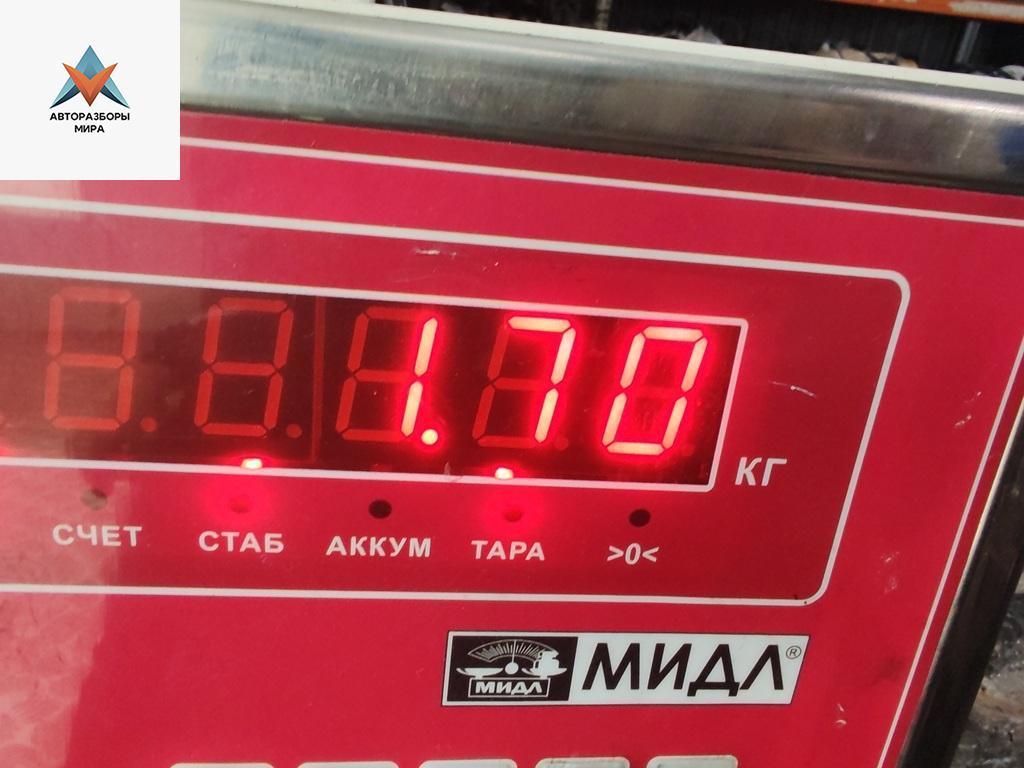 АВТОРАЗБОРЫ
МИРА
1.70
КГ
СЧЕТ СТАБ АККУМ ТАРА >0<
МИДЛ МИДЛ®